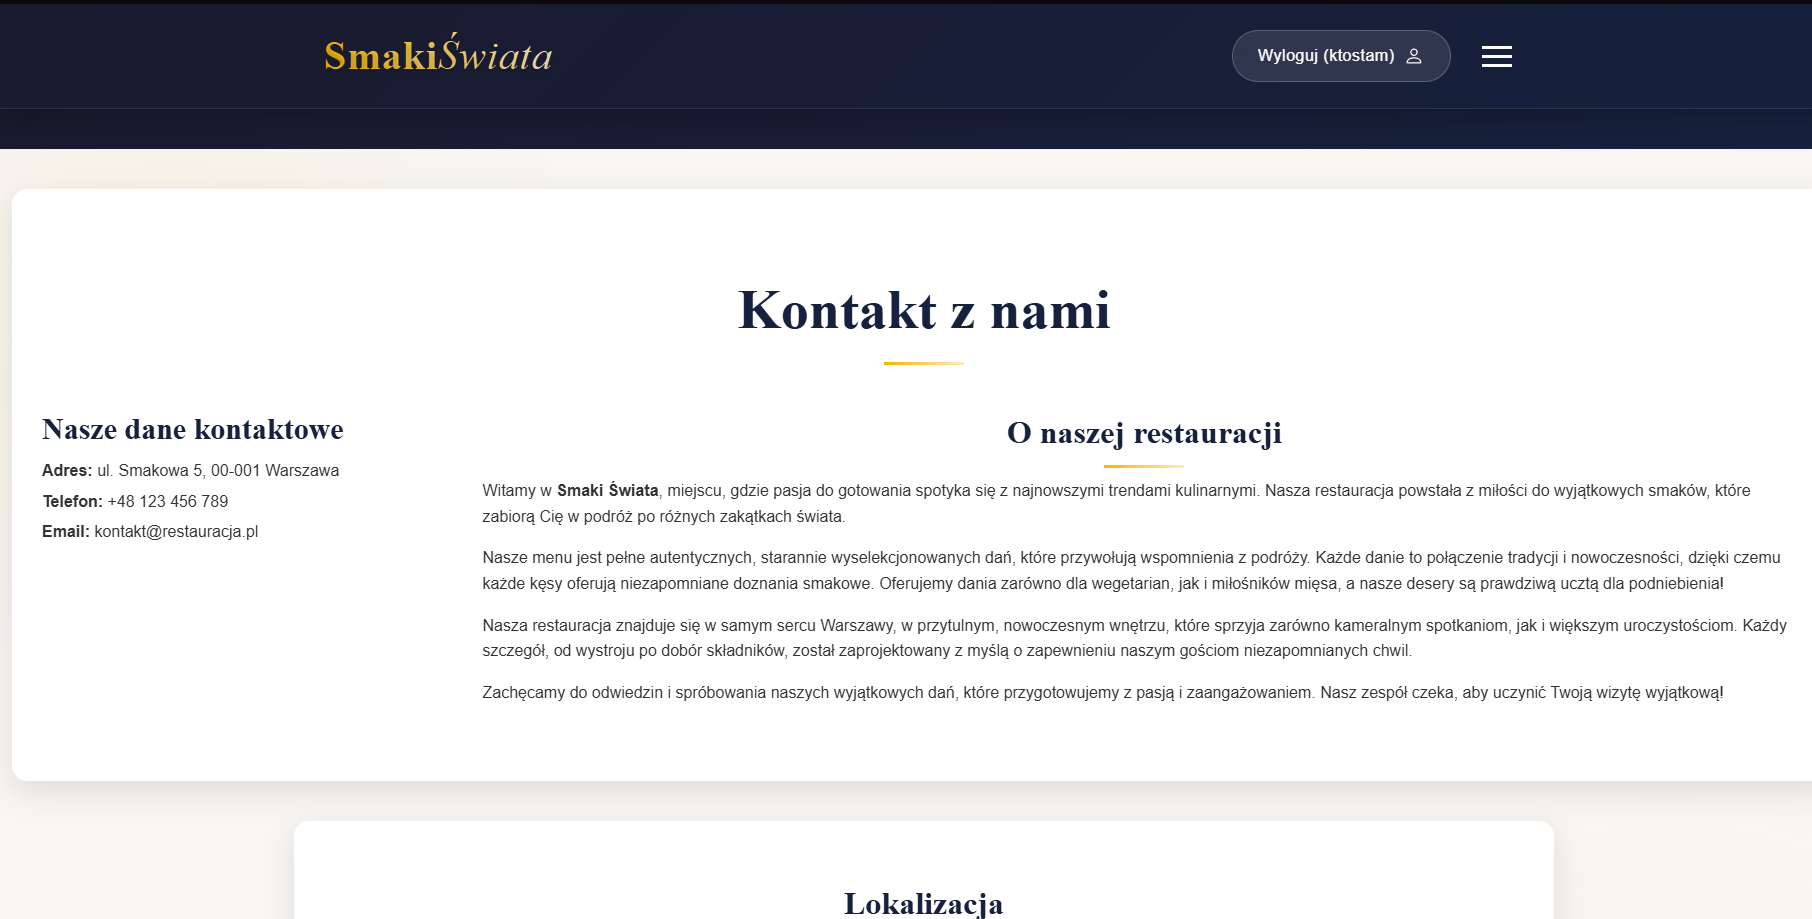 SmakiŚwiata
Wyloguj (ktostam)
Kontakt z nami
Nasze dane kontaktowe
Adres: ul. Smakowa 5, 00-001 Warszawa
Telefon: +48 123 456 789
Email: kontakt@restauracja.pl
O naszej restauracji
Witamy w Smaki Świata, miejscu, gdzie pasja do gotowania spotyka się z najnowszymi trendami kulinarnymi. Nasza restauracja powstała z miłości do wyjątkowych smaków, które
zabiorą Cię w podróż po różnych zakątkach świata.
Nasze menu jest pełne autentycznych, starannie wyselekcjonowanych dań, które przywołują wspomnienia z podróży. Każde danie to połączenie tradycji i nowoczesności, dzięki czemu
każde kęsy oferują niezapomniane doznania smakowe. Oferujemy dania zarówno dla wegetarian, jak i miłośników mięsa, a nasze desery są prawdziwą ucztą dla podniebienia!
Nasza restauracja znajduje się w samym sercu Warszawy, w przytulnym, nowoczesnym wnętrzu, które sprzyja zarówno kameralnym spotkaniom, jak i większym uroczystościom. Każdy
szczegół, od wystroju po dobór składników, został zaprojektowany z myślą o zapewnieniu naszym gościom niezapomnianych chwil.
Zachęcamy do odwiedzin i spróbowania naszych wyjątkowych dań, które przygotowujemy z pasją i zaangażowaniem. Nasz zespół czeka, aby uczynić Twoją wizytę wyjątkową!
Lokalizacja